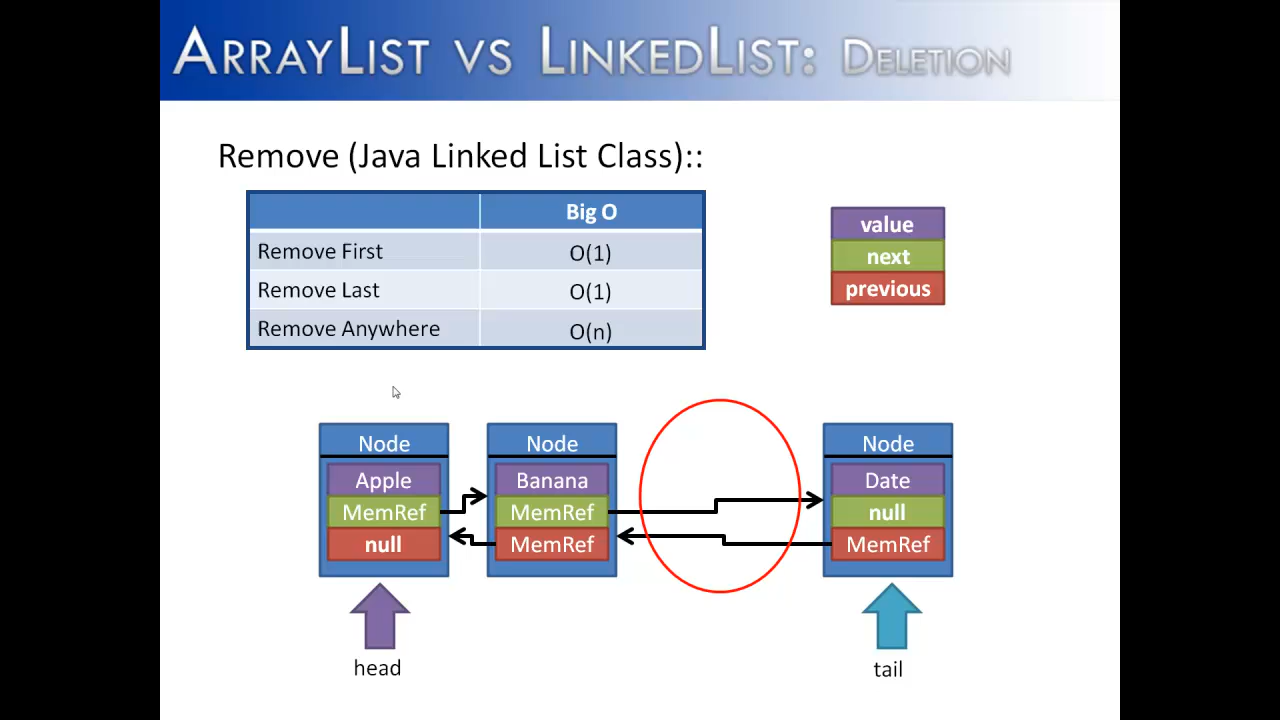 ARRAYLIST VS LINKEDLIST: DELETION
Remove (Java Linked List Class)::
Big O
Remove First O(1)
Remove Last O(1)
Remove Anywhere O(n)
value
next
previous
Node Node Node
Apple Banana Date
MemRef MemRef null
null MemRef MemRef
head tail